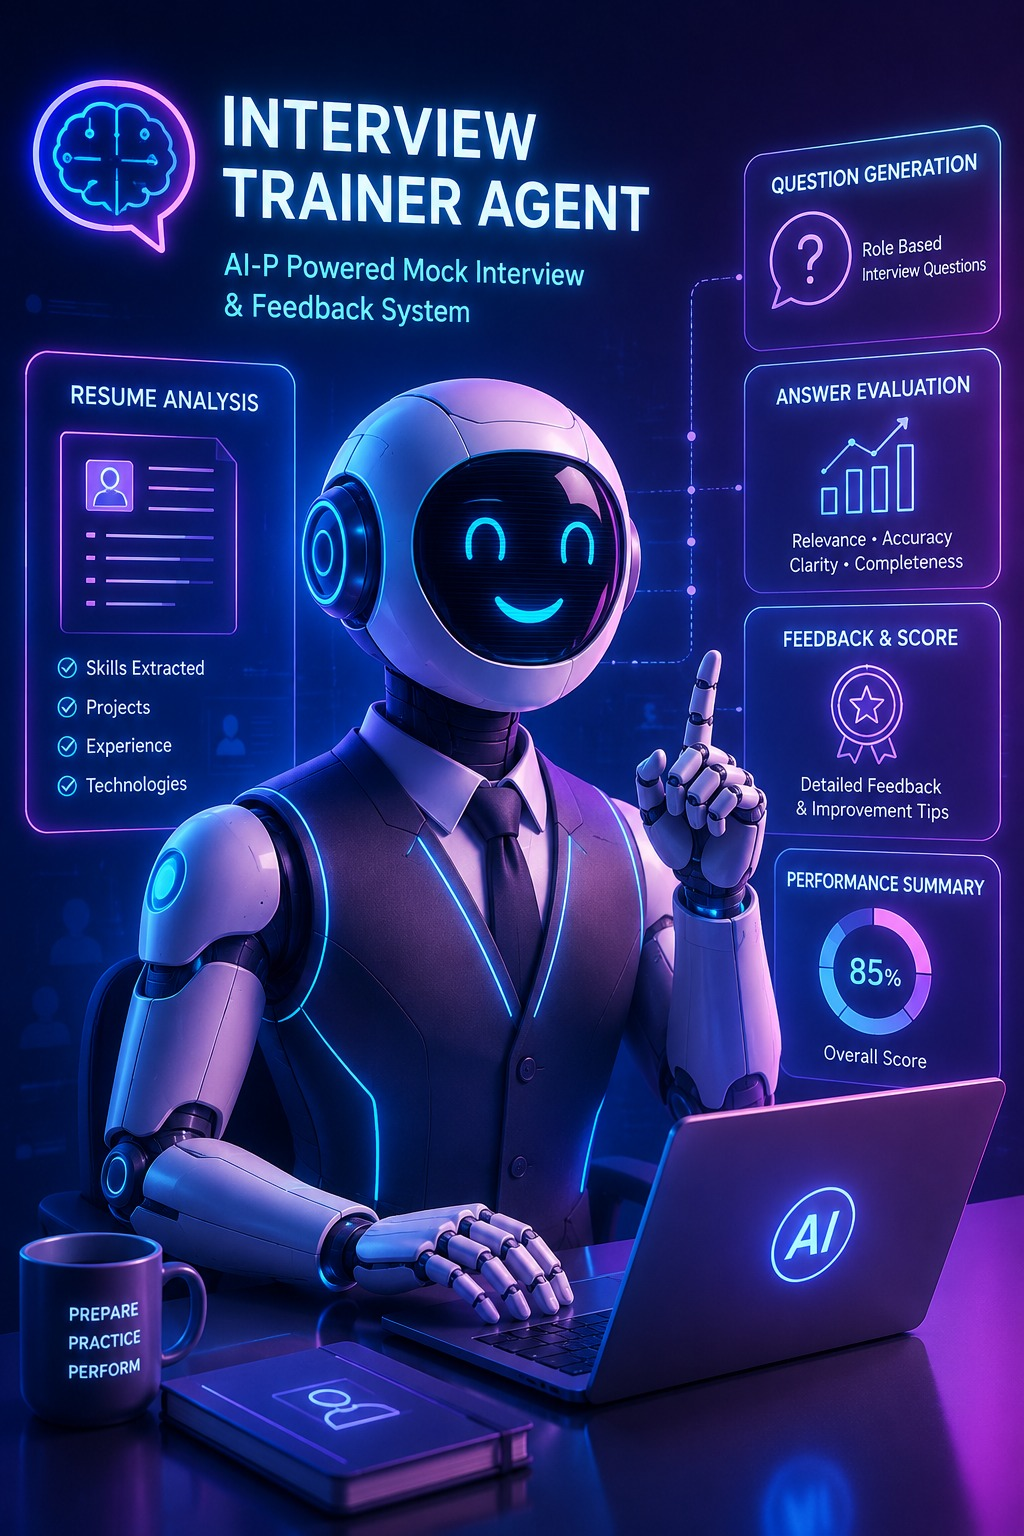 INTERVIEW
TRAINER AGENT
AI-P Powered Mock Interview
& Feedback System
RESUME ANALYSIS
Skills Extracted
Projects
Experience
Technologies
QUESTION GENERATION
?
Role Based
Interview Questions
ANSWER EVALUATION
Relevance • Accuracy
Clarity • Completeness
FEEDBACK & SCORE
Detailed Feedback
& Improvement Tips
PERFORMANCE SUMMARY
85%
Overall Score
AI
PREPARE
PRACTICE
PERFORM